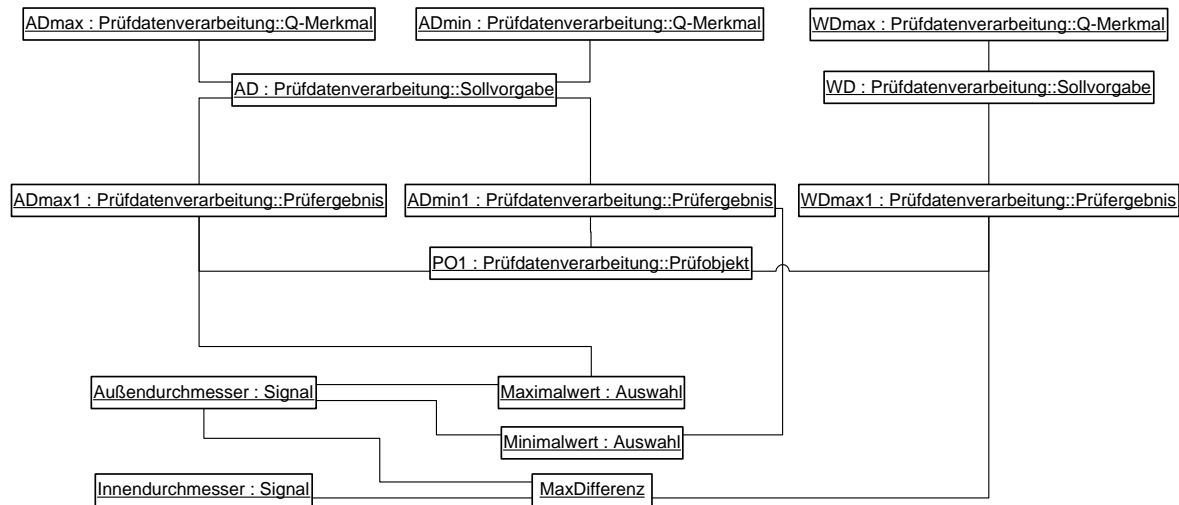 ADmax : Prüfdatenverarbeitung::Q-Merkmal
ADmin : Prüfdatenverarbeitung::Q-Merkmal
WDmax : Prüfdatenverarbeitung::Q-Merkmal
AD : Prüfdatenverarbeitung::Sollvorgabe
WD : Prüfdatenverarbeitung::Sollvorgabe
ADmax1 : Prüfdatenverarbeitung::Prüfergebnis
ADmin1 : Prüfdatenverarbeitung::Prüfergebnis
WDmax1 : Prüfdatenverarbeitung::Prüfergebnis
PO1 : Prüfdatenverarbeitung::Prüfobjekt
Außendurchmesser : Signal
Maximalwert : Auswahl
Minimalwert : Auswahl
Innendurchmesser : Signal
MaxDifferenz